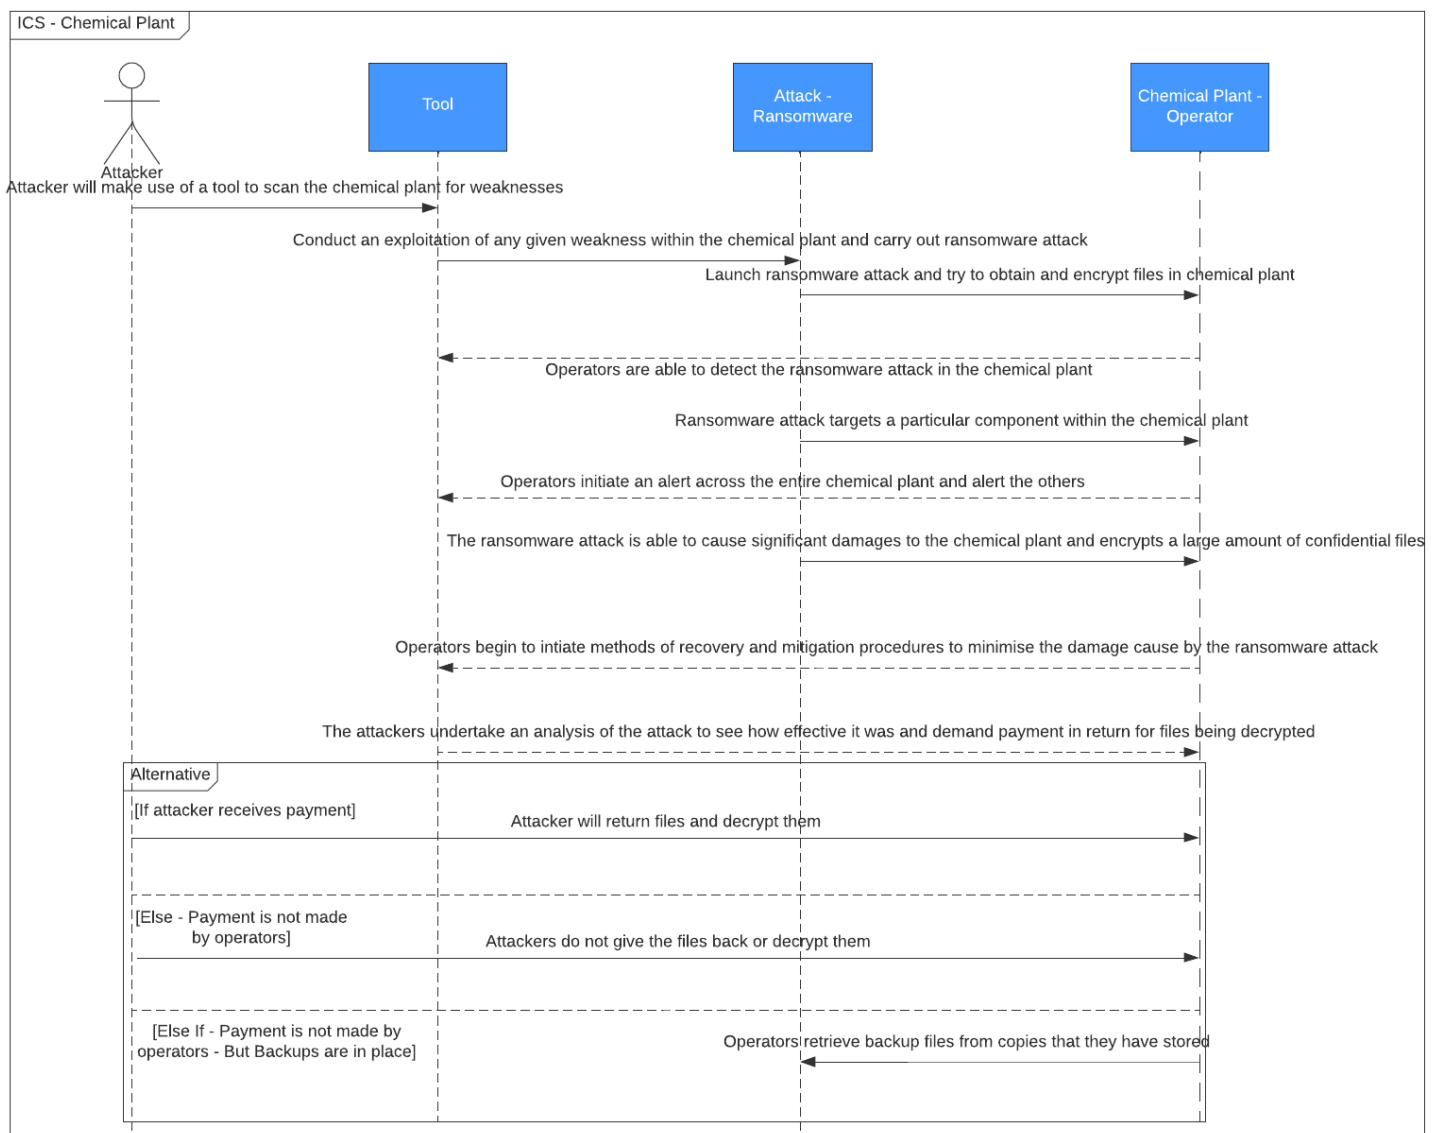 ICS - Chemical Plant
Tool
Attack -
Ransomware
Chemical Plant -
Operator
Attacker
Attacker will make use of a tool to scan the chemical plant for weaknesses
Conduct an exploitation of any given weakness within the chemical plant and carry out ransomware attack
Launch ransomware attack and try to obtain and encrypt files in chemical plant
Operators are able to detect the ransomware attack in the chemical plant
Ransomware attack targets a particular component within the chemical plant
Operators initiate an alert across the entire chemical plant and alert the others
The ransomware attack is able to cause significant damages to the chemical plant and encrypts a large amount of confidential files
Operators begin to intiate methods of recovery and mitigation procedures to minimise the damage cause by the ransomware attack
The attackers undertake an analysis of the attack to see how effective it was and demand payment in return for files being decrypted
Alternative
[If attacker receives payment]
Attacker will return files and decrypt them
[Else - Payment is not made
by operators]
Attackers do not give the files back or decrypt them
[Else If - Payment is not made by
operators - But Backups are in place]
Operators retrieve backup files from copies that they have stored